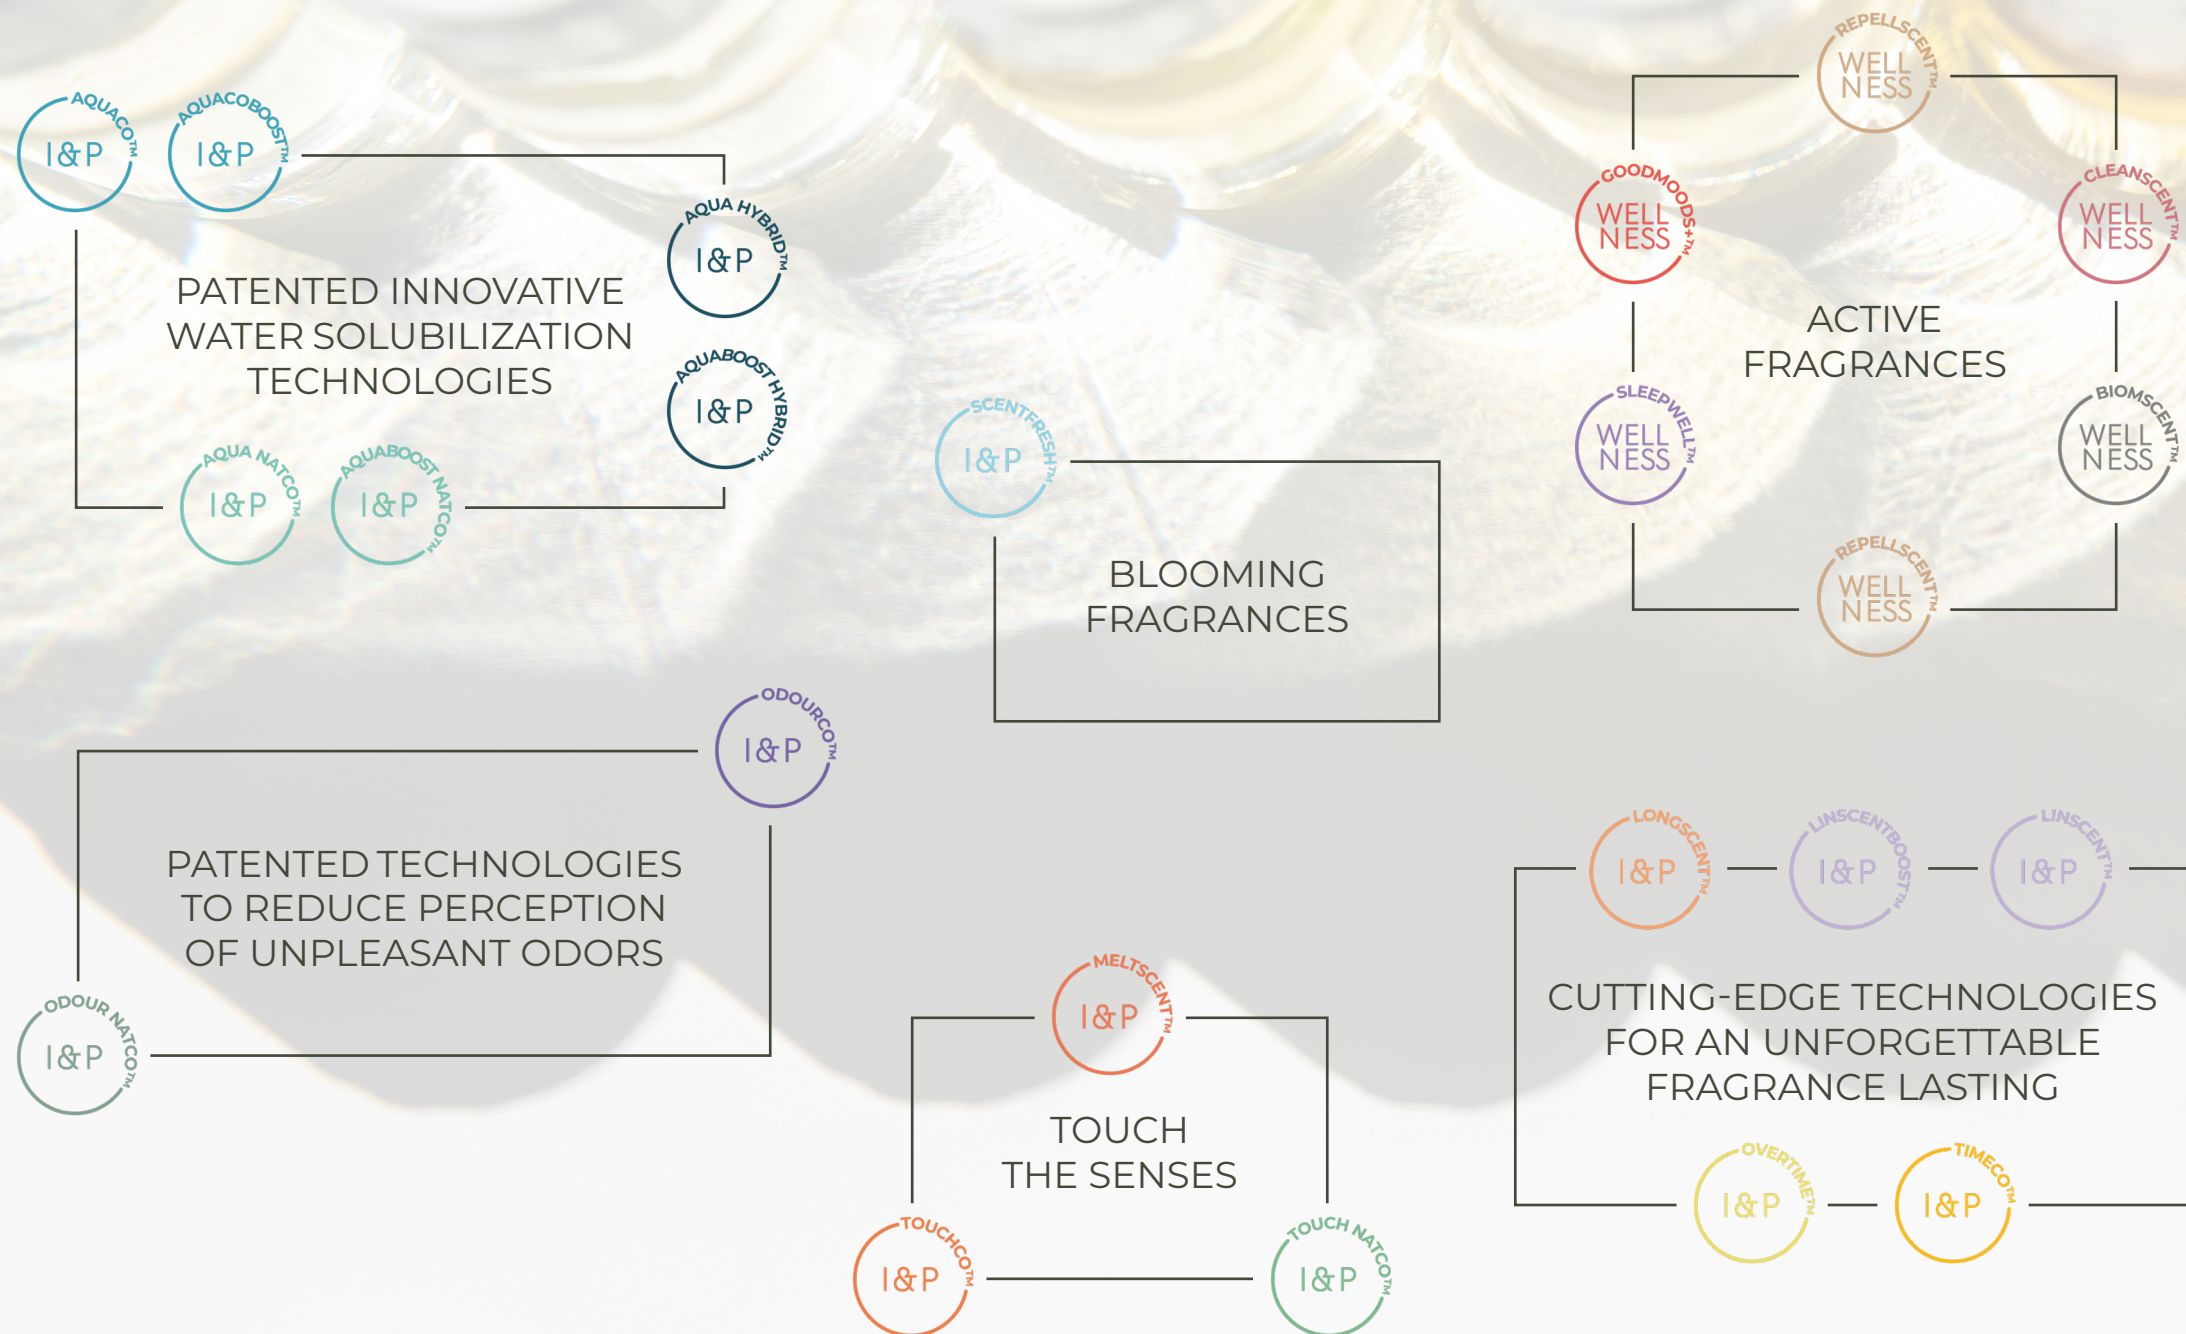 AQUACO™
I&P
AQUACOBOOST™
I&P
AQUA HYBRID™
I&P
PATENTED INNOVATIVE
WATER SOLUBILIZATION
TECHNOLOGIES
AQUABOOST HYBRID™
I&P
AQUA NATCO™
I&P
AQUABOOST NATCO™
I&P
SCENTFRESH™
I&P
BLOOMING
FRAGRANCES
REPELLSCENT™
WELL
NESS
GOODMOODS+™
WELL
NESS
CLEANSCENT™
WELL
NESS
ACTIVE
FRAGRANCES
SLEEPWELL™
WELL
NESS
BIOMSCENT™
WELL
NESS
REPELLSCENT™
WELL
NESS
ODOURCO™
I&P
PATENTED TECHNOLOGIES
TO REDUCE PERCEPTION
OF UNPLEASANT ODORS
ODOUR NATCO™
I&P
MELTSCENT™
I&P
TOUCH
THE SENSES
TOUCHCO™
I&P
TOUCH NATCO™
I&P
LONGSCENT™
I&P
LINSCENTBOOST™
I&P
LINSCENT™
I&P
CUTTING-EDGE TECHNOLOGIES
FOR AN UNFORGETTABLE
FRAGRANCE LASTING
OVERTIME™
I&P
TIMECO™
I&P